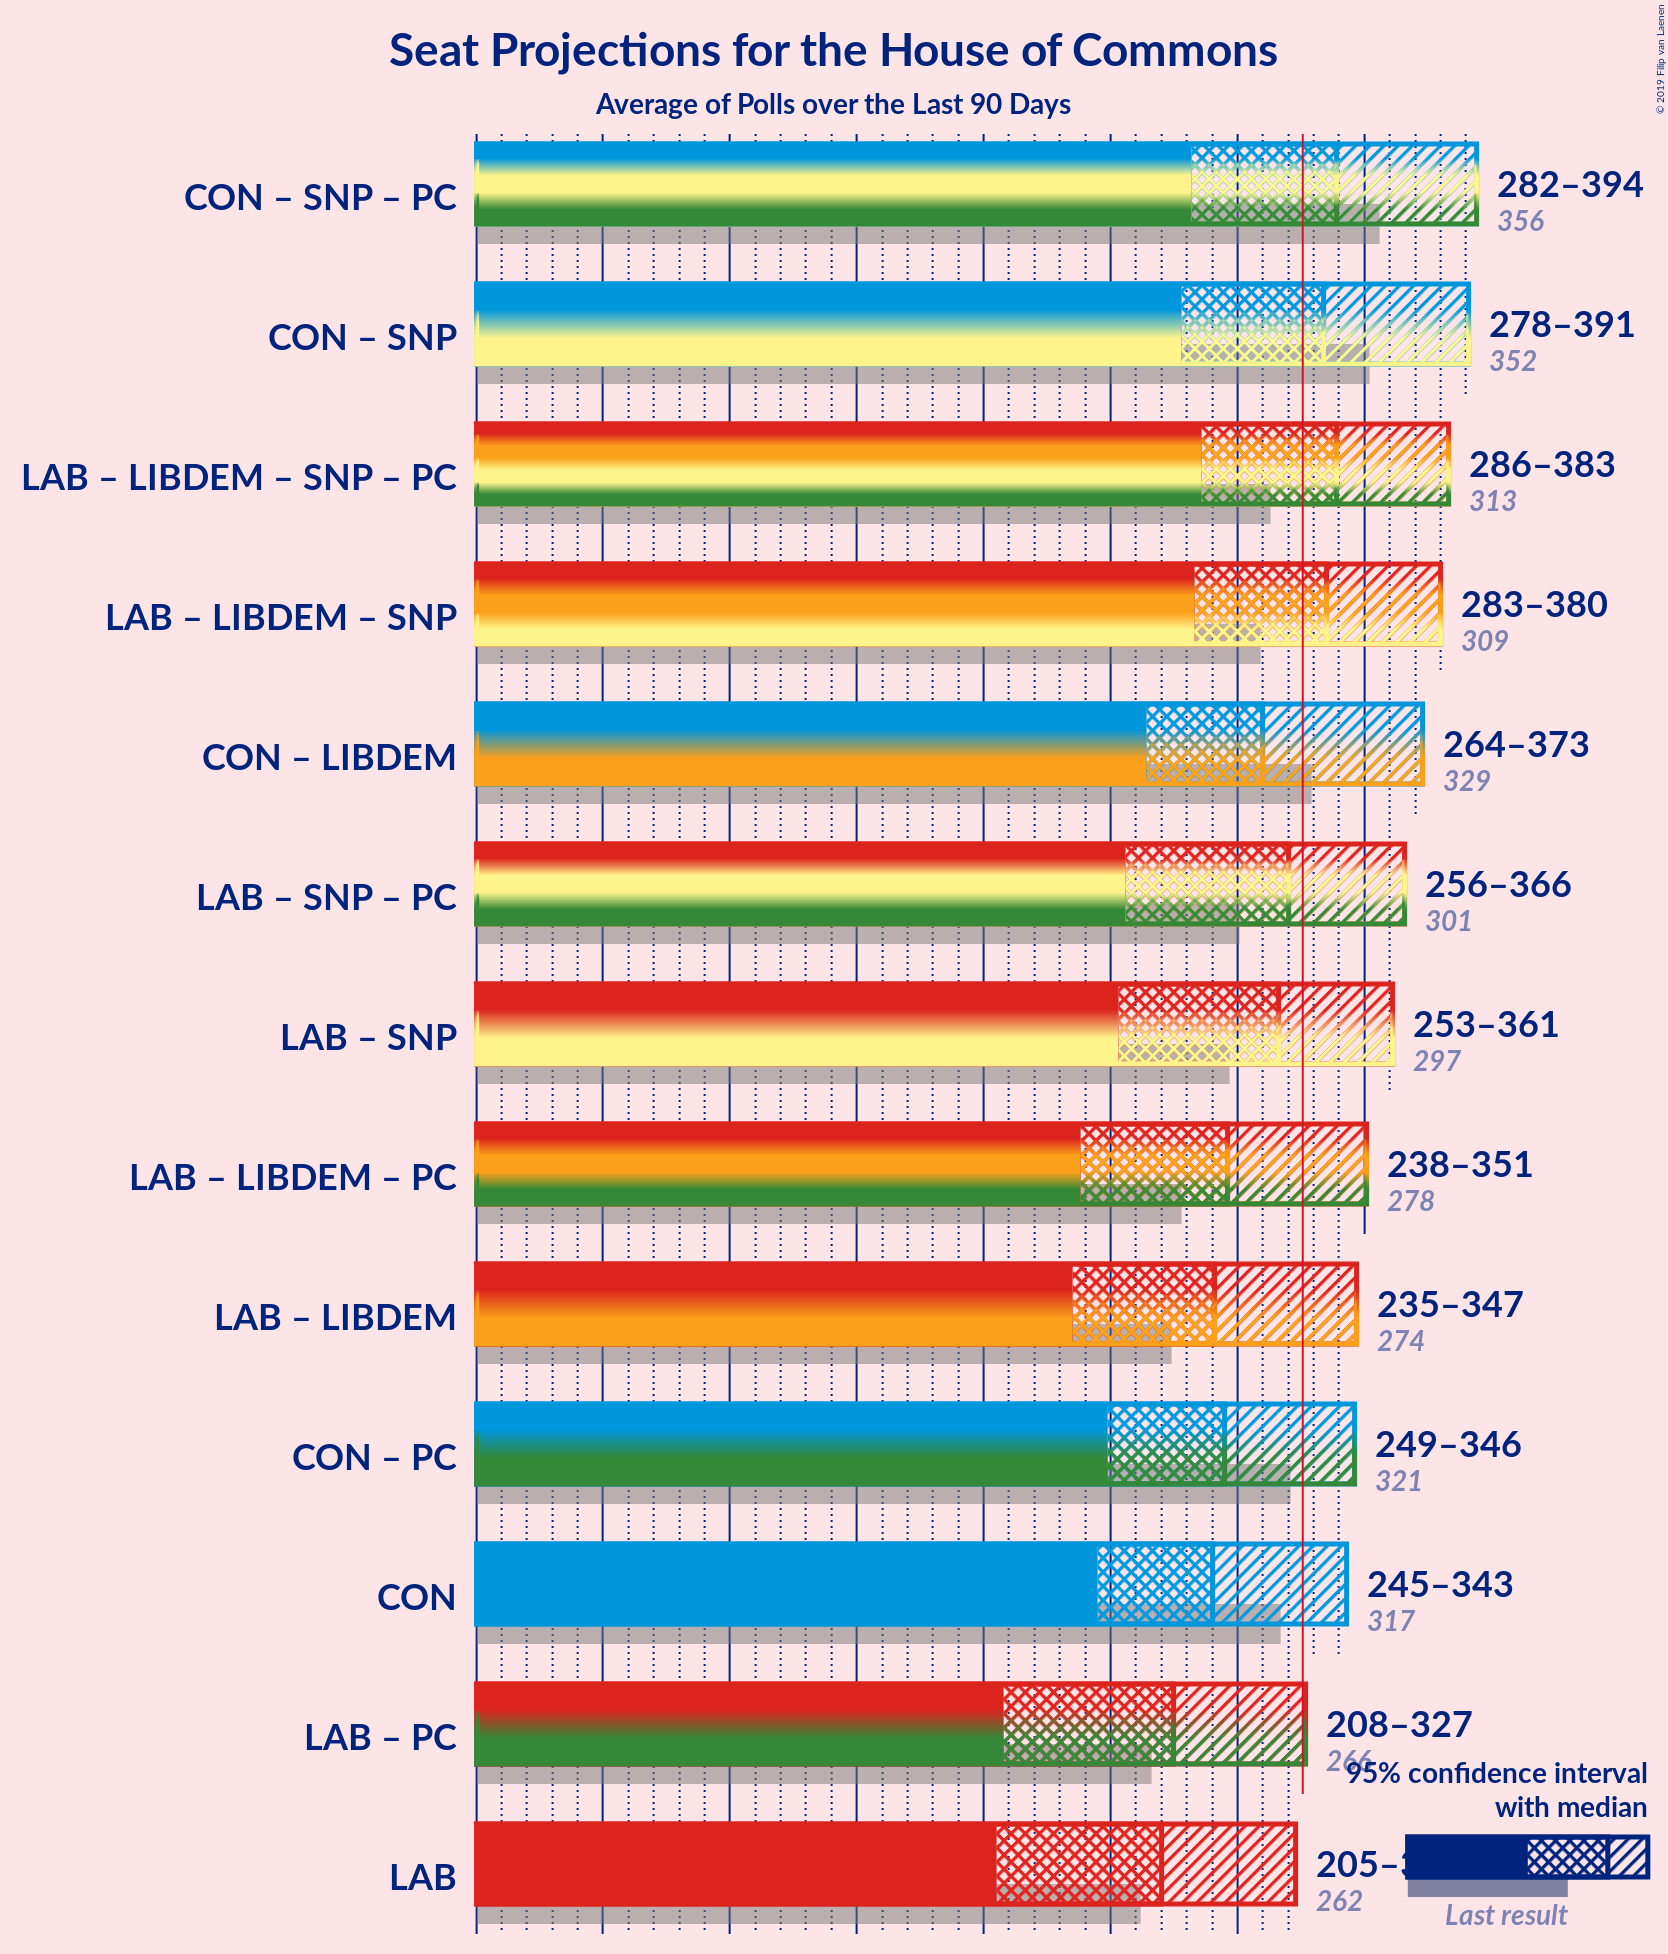 Seat Projections for the House of Commons
Average of Polls over the Last 90 Days
© 2019 Filip van Laenen
CON – SNP – PC
282–394
356
CON – SNP
278–391
352
LAB – LIBDEM – SNP – PC
286–383
313
LAB – LIBDEM – SNP
283–380
309
CON – LIBDEM
264–373
329
LAB – SNP – PC
256–366
301
LAB – SNP
253–361
297
LAB – LIBDEM – PC
238–351
278
LAB – LIBDEM
235–347
274
CON – PC
249–346
321
CON
245–343
317
LAB – PC
208–327
266
95% confidence interval
with median
LAB
205–
262
Last result